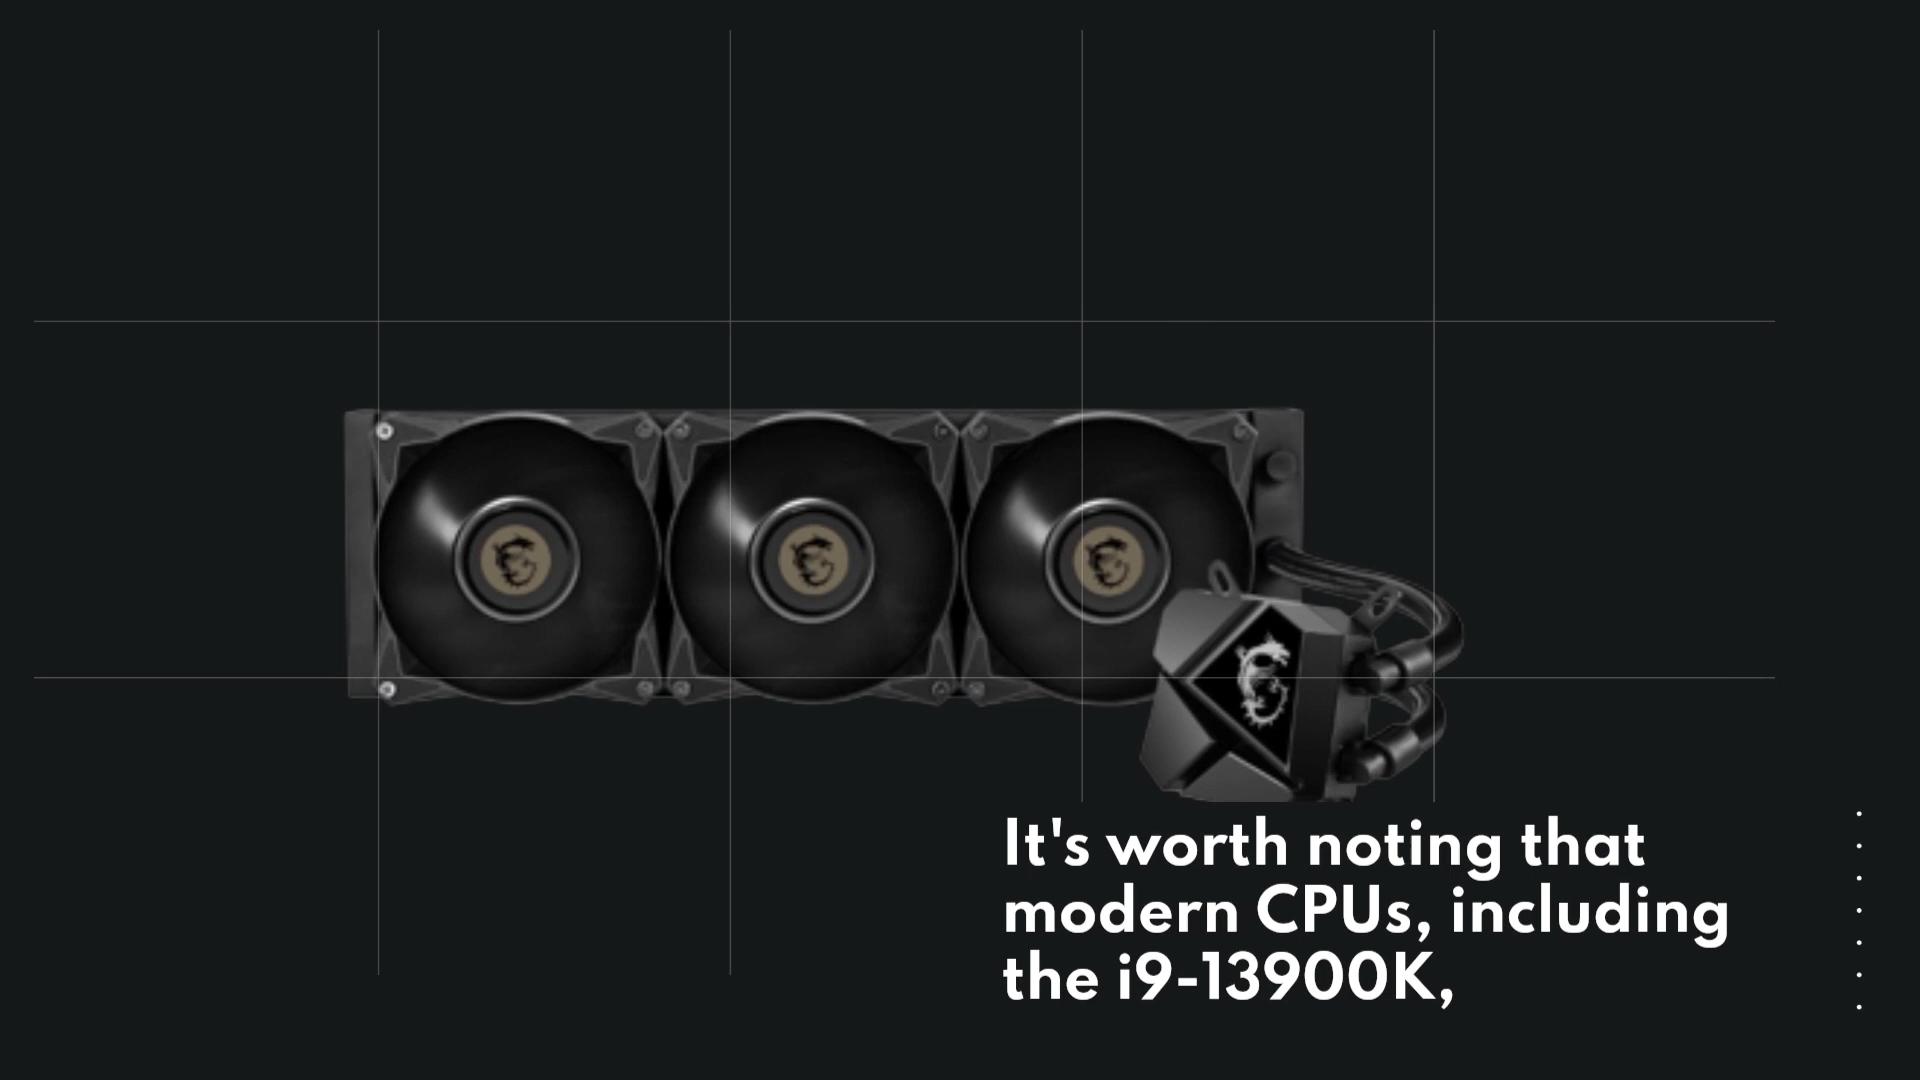 It's worth noting that
modern CPUs, including
the i9-13900K,